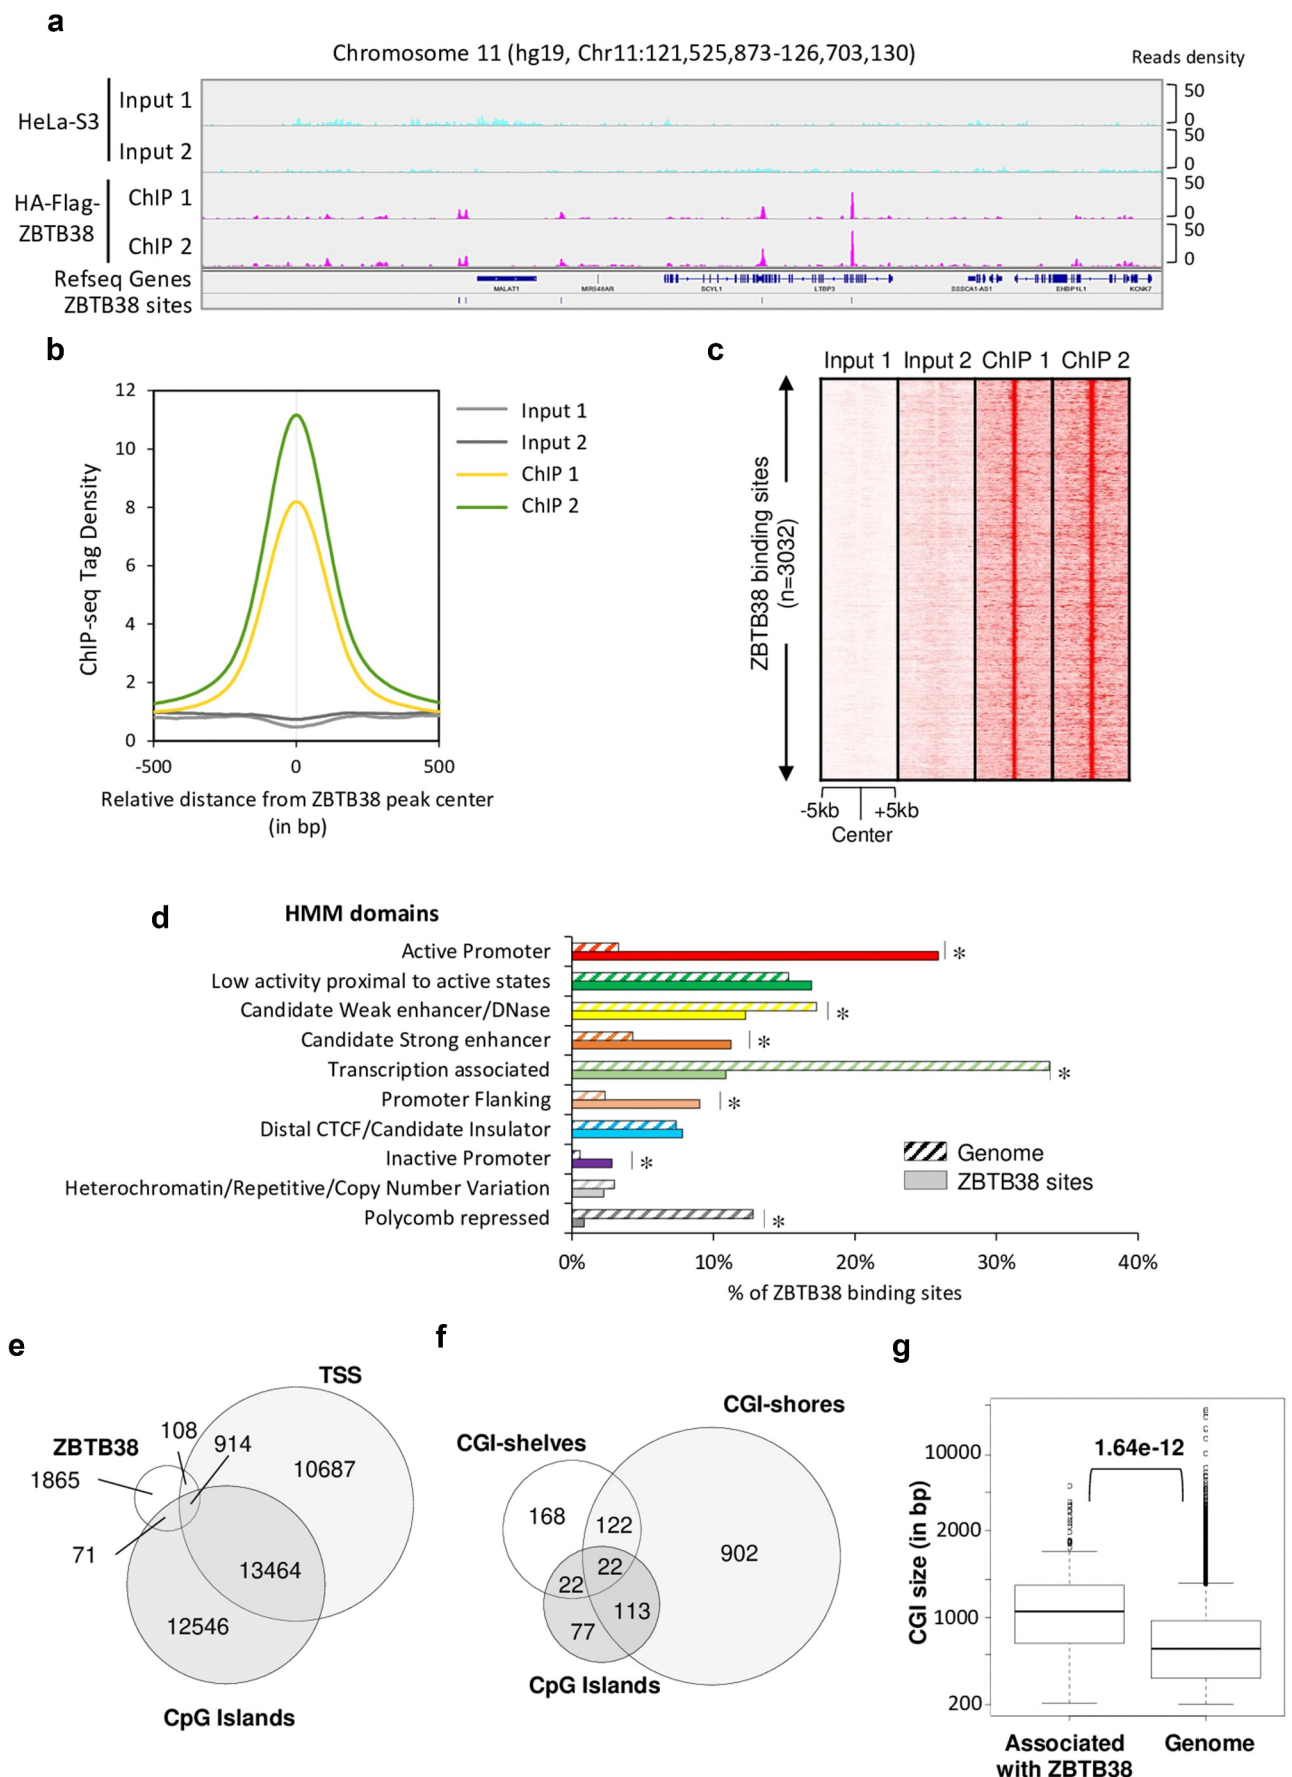 a
Chromosome 11 (hg19, Chr11:121,525,873-126,703,130)
Reads density
HeLa-S3
Input 1
50
0
Input 2
50
0
HA-Flag-
ZBTB38
ChIP 1
50
0
ChIP 2
50
0
Refseq Genes
MALAT1
MIR548AR
SCYL1
LTBP3
SSSCA1-AS1
EHBP1L1
KCNK7
ZBTB38 sites
b
ChIP-seq Tag Density
12
10
8
6
4
2
0
-500
0
500
Relative distance from ZBTB38 peak center
(in bp)
Input 1
Input 2
ChIP 1
ChIP 2
c
Input 1
Input 2
ChIP 1
ChIP 2
ZBTB38 binding sites
(n=3032)
-5kb
+5kb
Center
d
HMM domains
Active Promoter
*
Low activity proximal to active states
Candidate Weak enhancer/DNase
*
Candidate Strong enhancer
*
Transcription associated
*
Promoter Flanking
*
Distal CTCF/Candidate Insulator
Inactive Promoter
*
Heterochromatin/Repetitive/Copy Number Variation
Polycomb repressed
*
Genome
ZBTB38 sites
0%
10%
20%
30%
40%
% of ZBTB38 binding sites
e
TSS
ZBTB38
108
914
1865
10687
71
13464
12546
CpG Islands
f
CGI-shores
CGI-shelves
168
122
902
22
22
113
77
CpG Islands
g
CGI size (in bp)
10000
2000
1000
200
1.64e-12
Associated
with ZBTB38
Genome